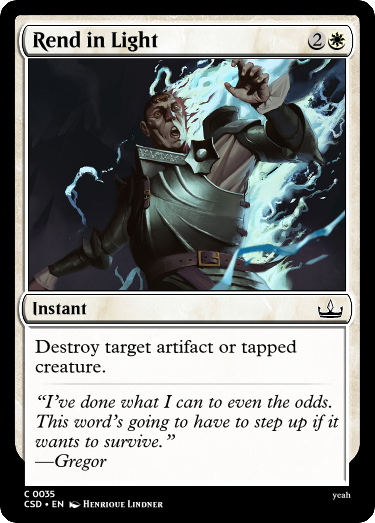 Rend in Light 2
Instant
Destroy target artifact or tapped
creature.
“I've done what I can to even the odds.
This word's going to have to step up if it
wants to survive.”
—Gregor
C 0035 yeah
CSD • EN Henrique Lindner